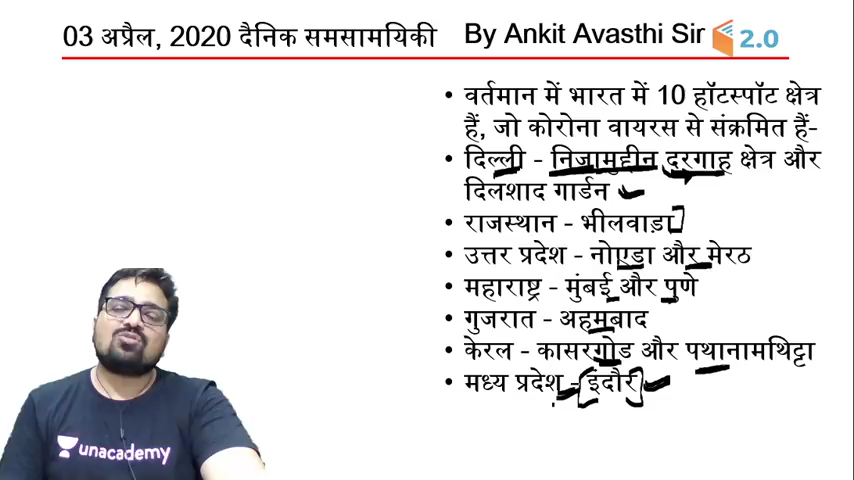 03 अप्रैल, 2020 दैनिक समसामयिकी By Ankit Avasthi Sir 2.0
• वर्तमान में भारत में 10 हॉटस्पॉट क्षेत्र
हैं, जो कोरोना वायरस से संक्रमित हैं-
• दिल्ली - निजामुद्दीन दरगाह क्षेत्र और
दिलशाद गार्डन
• राजस्थान - भीलवाड़ा
• उत्तर प्रदेश - नोएडा और मेरठ
• महाराष्ट्र - मुंबई और पुणे
• गुजरात - अहमबाद
• केरल - कासरगोड और पथानामथिट्टा
• मध्य प्रदेश - इंदौर
unacademy